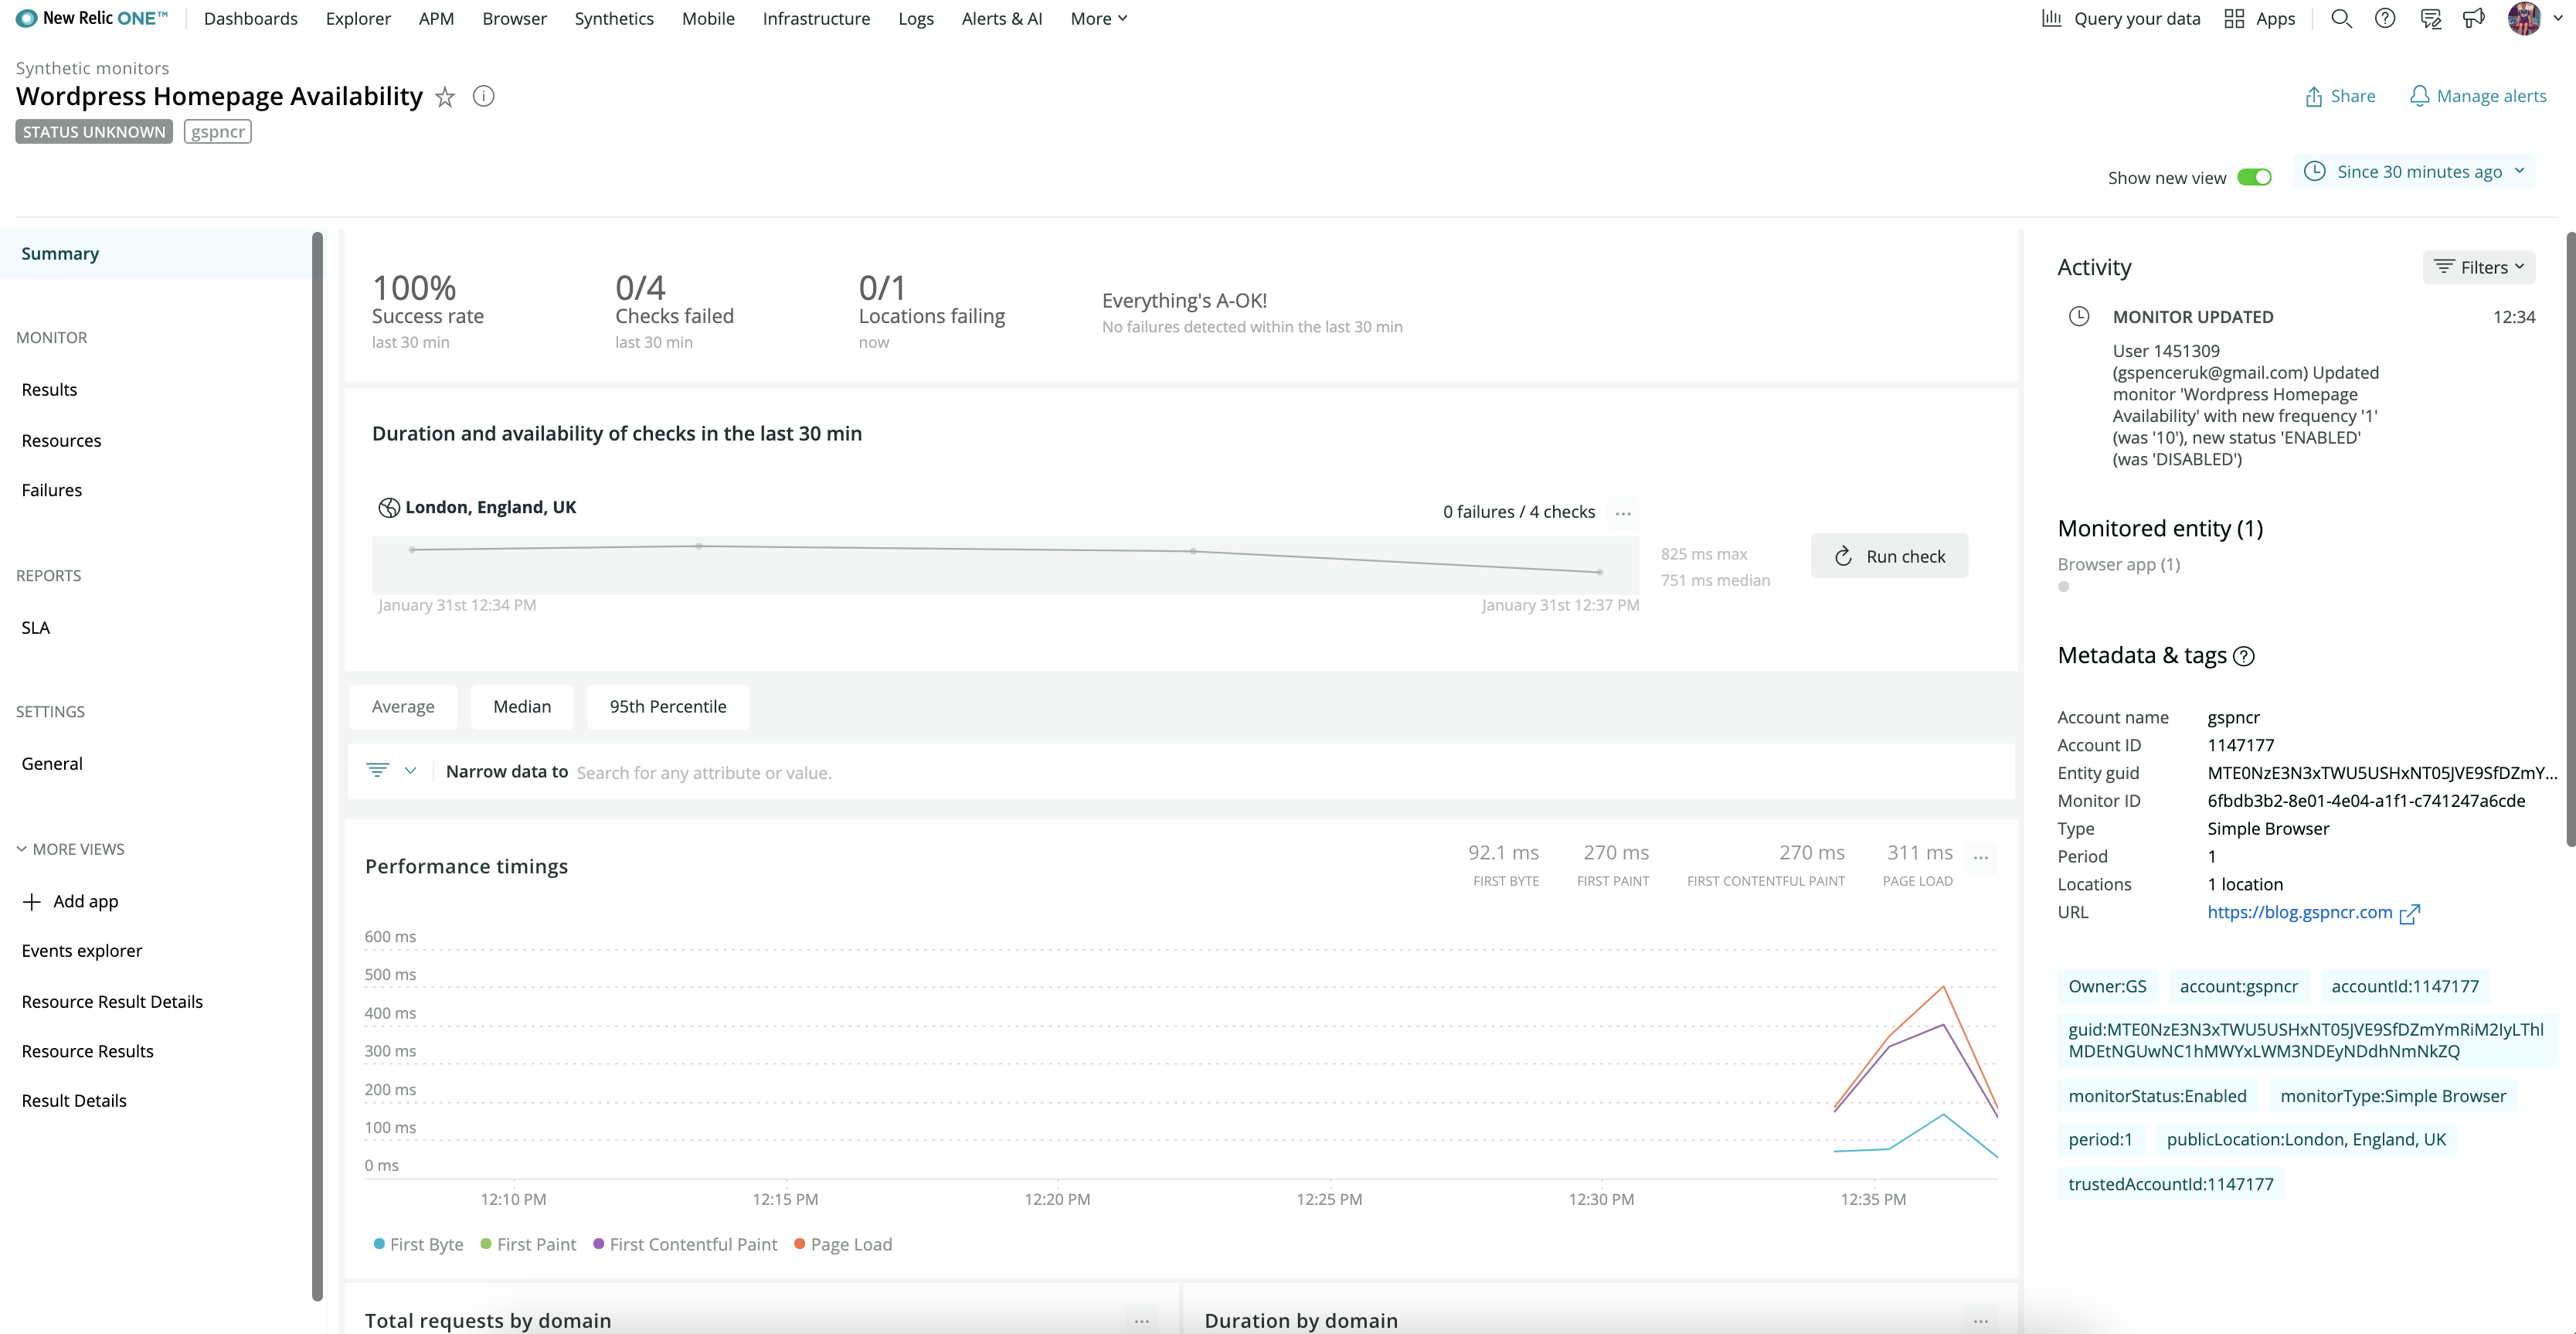 New Relic ONE™ Dashboards Explorer APM Browser Synthetics Mobile Infrastructure Logs Alerts & AI More Query your data Apps
Synthetic monitors
Wordpress Homepage Availability
Share Manage alerts
STATUS UNKNOWN gspncr
Show new view Since 30 minutes ago
Summary
MONITOR
Results
Resources
Failures
REPORTS
SLA
SETTINGS
General
MORE VIEWS
Add app
Events explorer
Resource Result Details
Resource Results
Result Details
100% 0/4 0/1
Success rate Checks failed Locations failing
last 30 min last 30 min now
Everything's A-OK!
No failures detected within the last 30 min
Duration and availability of checks in the last 30 min
London, England, UK 0 failures / 4 checks ...
825 ms max
751 ms median
Run check
January 31st 12:34 PM January 31st 12:37 PM
Average Median 95th Percentile
Narrow data to Search for any attribute or value.
Performance timings
92.1 ms 270 ms 270 ms 311 ms ...
FIRST BYTE FIRST PAINT FIRST CONTENTFUL PAINT PAGE LOAD
600 ms
500 ms
400 ms
300 ms
200 ms
100 ms
0 ms
12:10 PM 12:15 PM 12:20 PM 12:25 PM 12:30 PM 12:35 PM
First Byte First Paint First Contentful Paint Page Load
Total requests by domain ... Duration by domain ...
Activity Filters
MONITOR UPDATED 12:34
User 1451309
(gspenceruk@gmail.com) Updated
monitor 'Wordpress Homepage
Availability' with new frequency '1'
(was '10'), new status 'ENABLED'
(was 'DISABLED')
Monitored entity (1)
Browser app (1)
Metadata & tags
Account name gspncr
Account ID 1147177
Entity guid MTE0NzE3N3xTWU5USHxNT05JVE9SfDZmY...
Monitor ID 6fbdb3b2-8e01-4e04-a1f1-c741247a6cde
Type Simple Browser
Period 1
Locations 1 location
URL https://blog.gspncr.com
Owner:GS account:gspncr accountId:1147177
guid:MTE0NzE3N3xTWU5USHxNT05JVE9SfDZmYmRiM2IyLThl
MDEtNGUwNC1hMWYxLWM3NDEyNDdhNmNkZQ
monitorStatus:Enabled monitorType:Simple Browser
period:1 publicLocation:London, England, UK
trustedAccountId:1147177